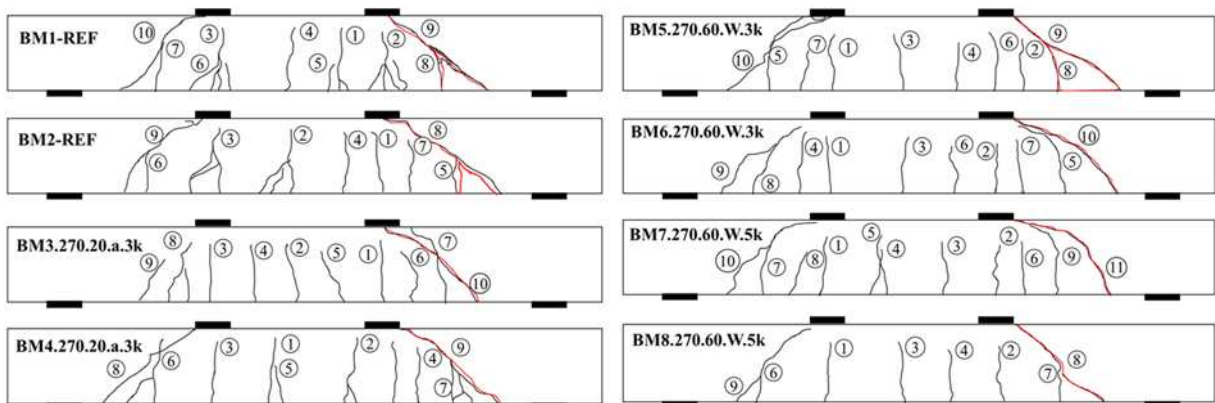 BM1-REF
⑩ ③ ④ ① ② ⑨
⑦ ⑥ ⑤ ⑧
BM2-REF
⑨ ③ ② ④ ① ⑧
⑥ ⑦ ⑤
BM3.270.20.a.3k
⑧ ③ ④ ② ⑤ ① ⑦
⑨ ⑥ ⑩
BM4.270.20.a.3k
⑥ ③ ① ② ⑨
⑧ ⑤ ④ ⑦
BM5.270.60.W.3k
⑦ ① ③ ④ ⑥ ② ⑨
⑩ ⑤ ⑧
BM6.270.60.W.3k
④ ① ③ ⑥ ② ⑦ ⑩
⑨ ⑧ ⑤
BM7.270.60.W.5k
① ⑤ ④ ③ ② ⑨
⑩ ⑦ ⑧ ⑥ ⑪
BM8.270.60.W.5k
① ③ ④ ② ⑧
⑨ ⑥ ⑦